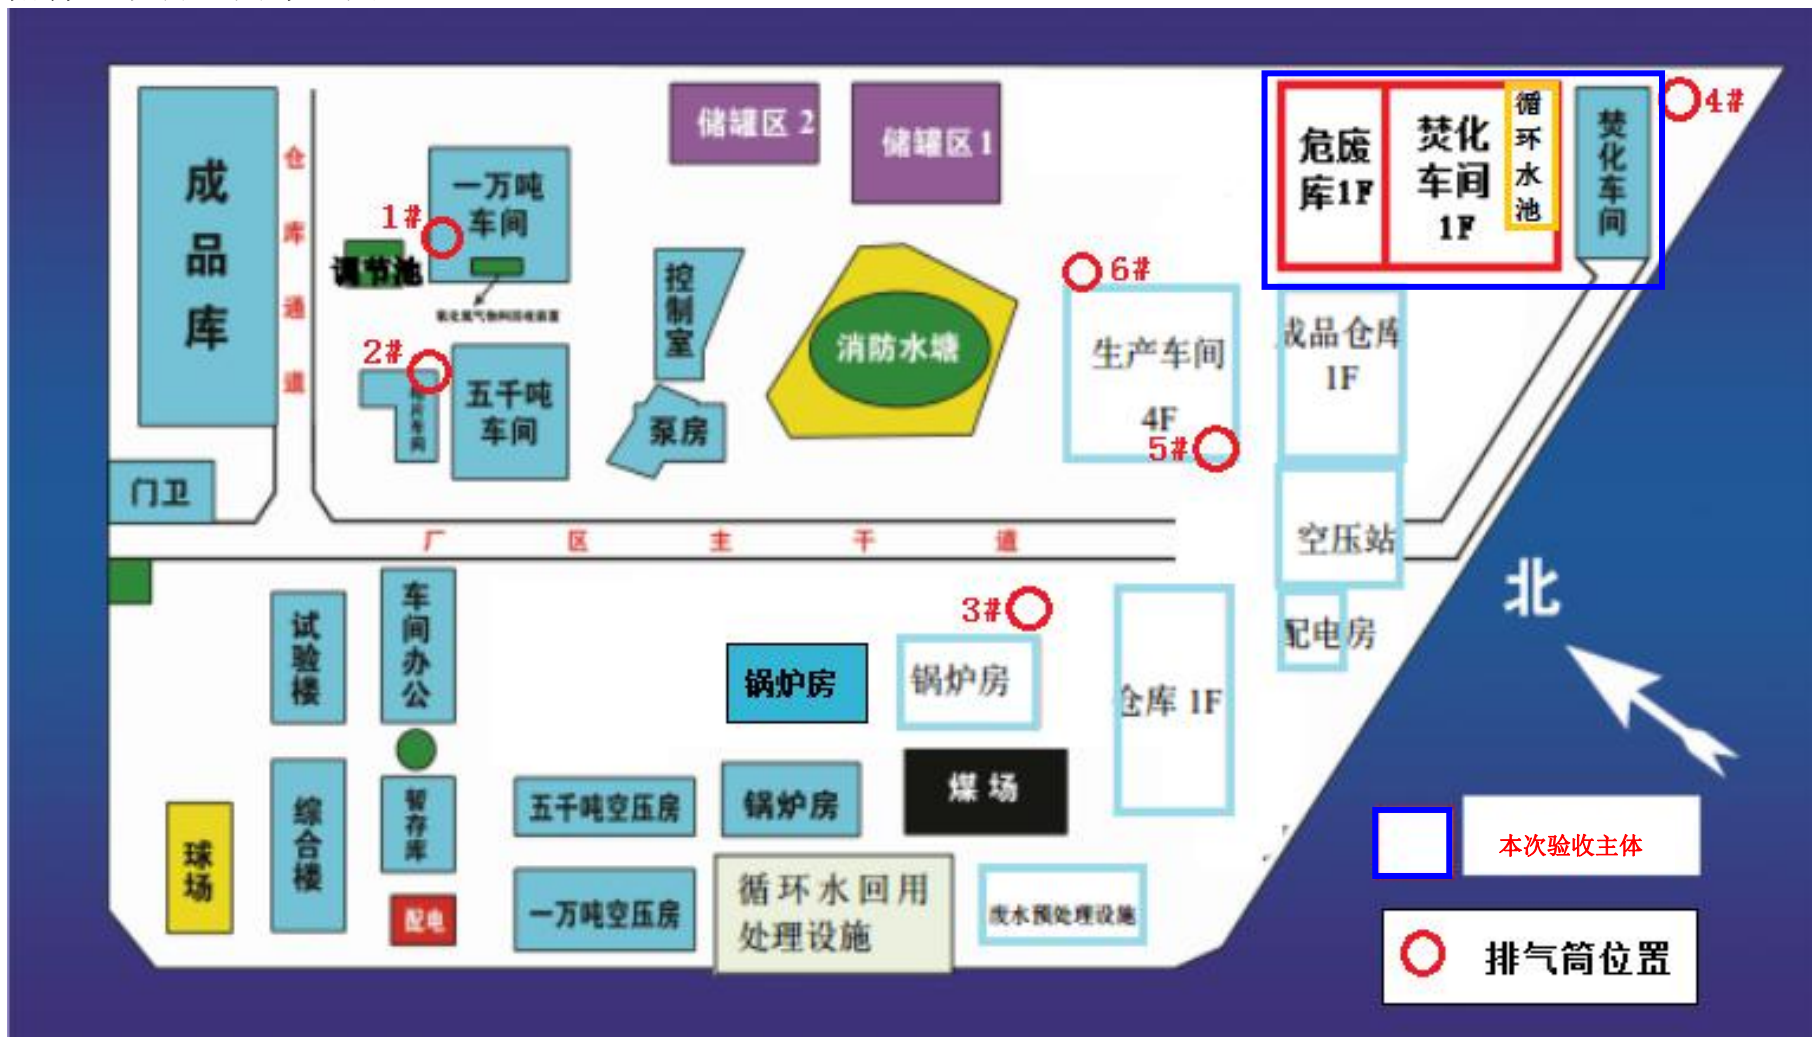 成品库
仓库通道
一万吨
车间
1#
调节池
2#
五千吨
车间
储罐区 2
储罐区 1
控制室
泵房
消防水塘
6#
生产车间
4F
5#
危废
库1F
焚化
车间
1F
循环水池
焚化车间
4#
成品仓库
1F
空压站
配电房
门卫
厂区主干道
试验楼
车间办公
3#
锅炉房
锅炉房
仓库 1F
球场
综合楼
暂存库
配电
五千吨空压房
一万吨空压房
锅炉房
煤场
循环水回用
处理设施
废水预处理设施
北
本次验收主体
排气筒位置